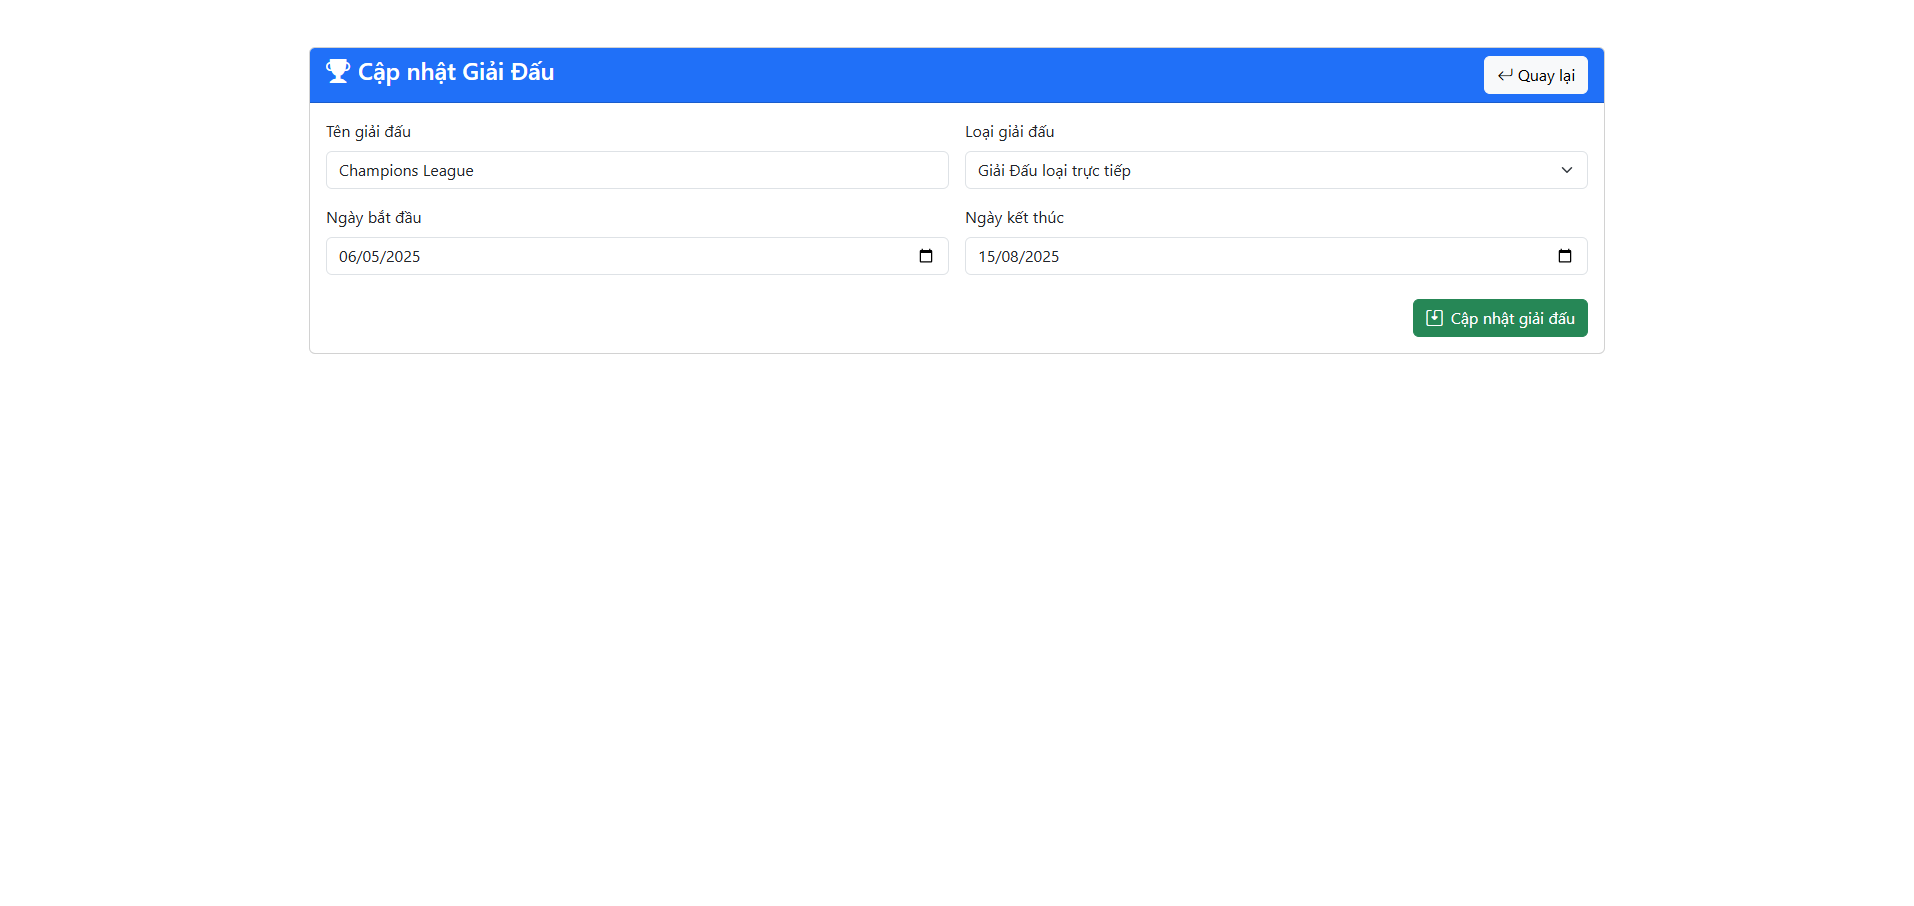 Cập nhật Giải Đấu
Quay lại
Tên giải đấu
Loại giải đấu
Champions League
Giải Đấu loại trực tiếp
Ngày bắt đầu
Ngày kết thúc
06/05/2025
15/08/2025
Cập nhật giải đấu